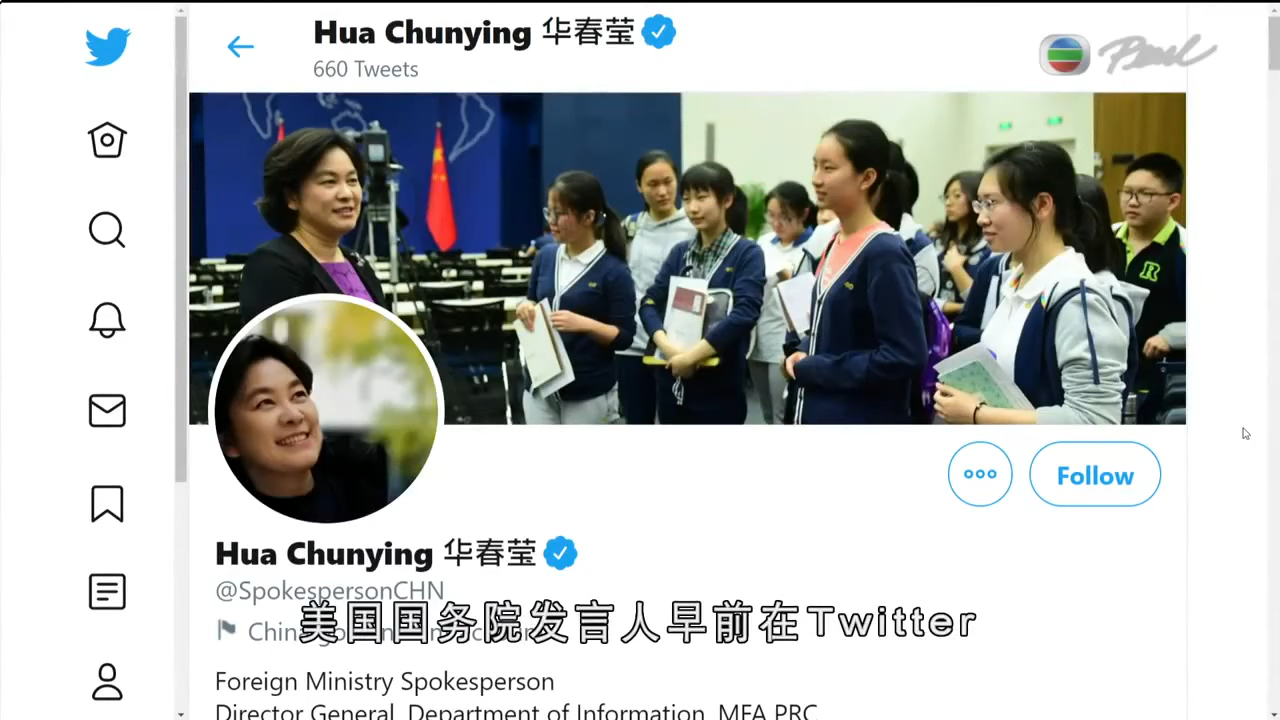 Hua Chunying 华春莹
660 Tweets
Pearl
R
Follow
Hua Chunying 华春莹
@SpokespersonCHN
美国国务院发言人早前在Twitter
Foreign Ministry Spokesperson
Director General, Department of Information, MFA PRC